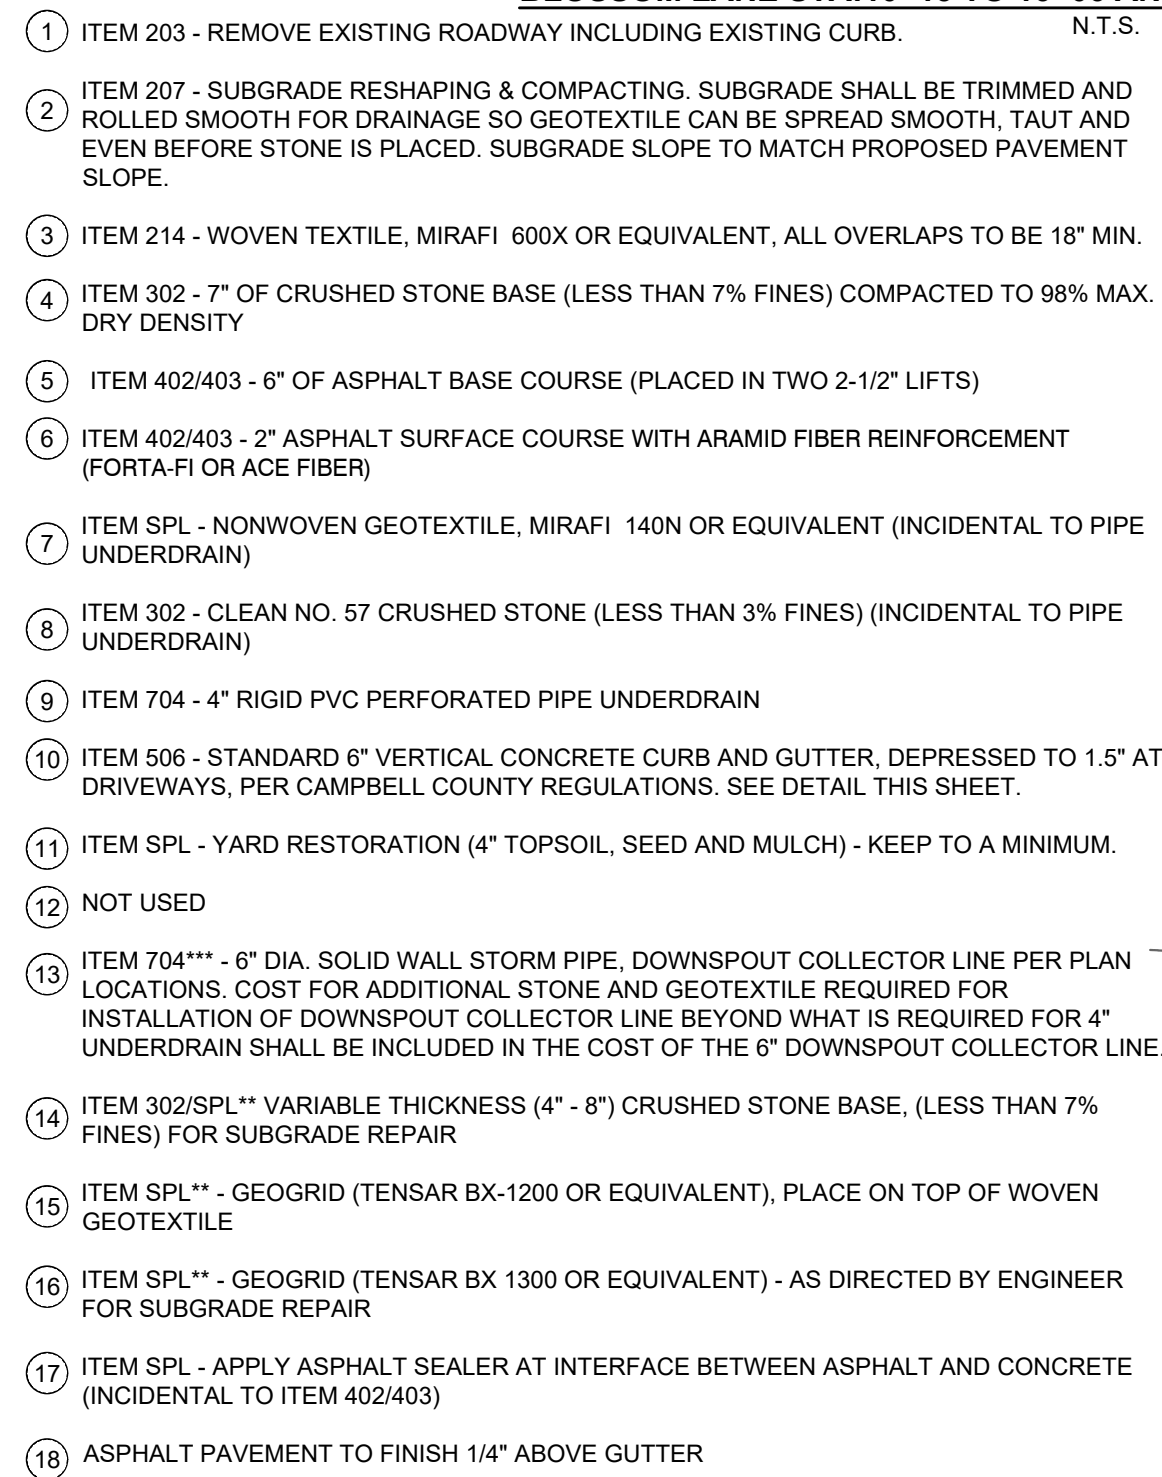 N.T.S.
1 ITEM 203 - REMOVE EXISTING ROADWAY INCLUDING EXISTING CURB.
2 ITEM 207 - SUBGRADE RESHAPING & COMPACTING. SUBGRADE SHALL BE TRIMMED AND
ROLLED SMOOTH FOR DRAINAGE SO GEOTEXTILE CAN BE SPREAD SMOOTH, TAUT AND
EVEN BEFORE STONE IS PLACED. SUBGRADE SLOPE TO MATCH PROPOSED PAVEMENT
SLOPE.
3 ITEM 214 - WOVEN TEXTILE, MIRAFI 600X OR EQUIVALENT, ALL OVERLAPS TO BE 18" MIN.
4 ITEM 302 - 7" OF CRUSHED STONE BASE (LESS THAN 7% FINES) COMPACTED TO 98% MAX.
DRY DENSITY
5 ITEM 402/403 - 6" OF ASPHALT BASE COURSE (PLACED IN TWO 2-1/2" LIFTS)
6 ITEM 402/403 - 2" ASPHALT SURFACE COURSE WITH ARAMID FIBER REINFORCEMENT
(FORTA-FI OR ACE FIBER)
7 ITEM SPL - NONWOVEN GEOTEXTILE, MIRAFI 140N OR EQUIVALENT (INCIDENTAL TO PIPE
UNDERDRAIN)
8 ITEM 302 - CLEAN NO. 57 CRUSHED STONE (LESS THAN 3% FINES) (INCIDENTAL TO PIPE
UNDERDRAIN)
9 ITEM 704 - 4" RIGID PVC PERFORATED PIPE UNDERDRAIN
10 ITEM 506 - STANDARD 6" VERTICAL CONCRETE CURB AND GUTTER, DEPRESSED TO 1.5" AT
DRIVEWAYS, PER CAMPBELL COUNTY REGULATIONS. SEE DETAIL THIS SHEET.
11 ITEM SPL - YARD RESTORATION (4" TOPSOIL, SEED AND MULCH) - KEEP TO A MINIMUM.
12 NOT USED
13 ITEM 704*** - 6" DIA. SOLID WALL STORM PIPE, DOWNSPOUT COLLECTOR LINE PER PLAN
LOCATIONS. COST FOR ADDITIONAL STONE AND GEOTEXTILE REQUIRED FOR
INSTALLATION OF DOWNSPOUT COLLECTOR LINE BEYOND WHAT IS REQUIRED FOR 4"
UNDERDRAIN SHALL BE INCLUDED IN THE COST OF THE 6" DOWNSPOUT COLLECTOR LINE.
14 ITEM 302/SPL** VARIABLE THICKNESS (4" - 8") CRUSHED STONE BASE, (LESS THAN 7%
FINES) FOR SUBGRADE REPAIR
15 ITEM SPL** - GEOGRID (TENSAR BX-1200 OR EQUIVALENT), PLACE ON TOP OF WOVEN
GEOTEXTILE
16 ITEM SPL** - GEOGRID (TENSAR BX 1300 OR EQUIVALENT) - AS DIRECTED BY ENGINEER
FOR SUBGRADE REPAIR
17 ITEM SPL - APPLY ASPHALT SEALER AT INTERFACE BETWEEN ASPHALT AND CONCRETE
(INCIDENTAL TO ITEM 402/403)
18 ASPHALT PAVEMENT TO FINISH 1/4" ABOVE GUTTER